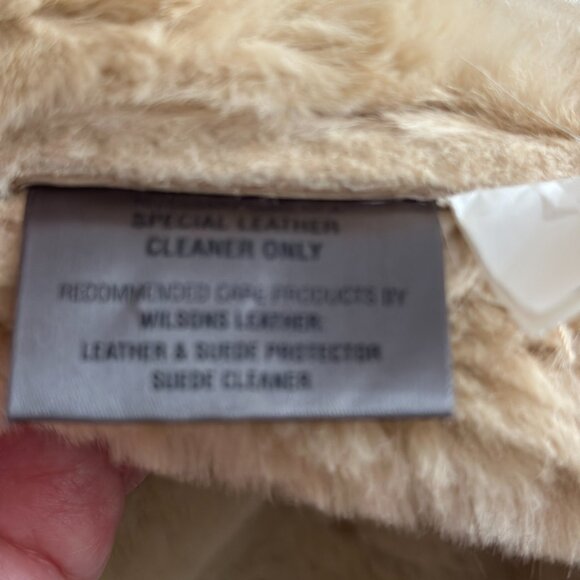 SPECIAL LEATHER
CLEANER ONLY
RECOMMENDED CARE PRODUCTS BY
WILSONS LEATHER:
LEATHER & SUEDE PROTECTOR
SUEDE CLEANER